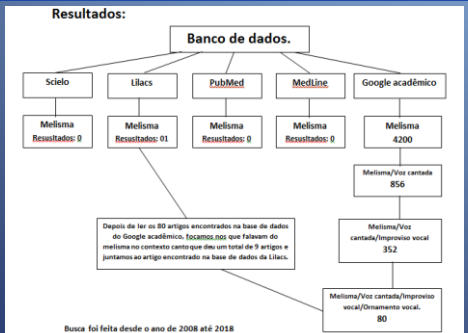 Resultados:
Banco de dados.
Scielo
Lilacs
PubMed
MedLine
Google acadêmico
Melisma
Resusltados: 0
Melisma
Resusltados: 01
Melisma
Resusltados: 0
Melisma
Resusltados: 0
Melisma
4200
Melisma/Voz cantada
856
Depois de ler os 80 artigos encontrados na base de dados
do Google acadêmico, focamos nos que falavam do
melisma no contexto canto que deu um total de 9 artigos e
juntamos ao artigo encontrado na base de dados da Lilacs.
Melisma/Voz
cantada/Improviso vocal
352
Melisma/Voz cantada/Improviso
vocal/Ornamento vocal.
80
Busca foi feita desde o ano de 2008 até 2018